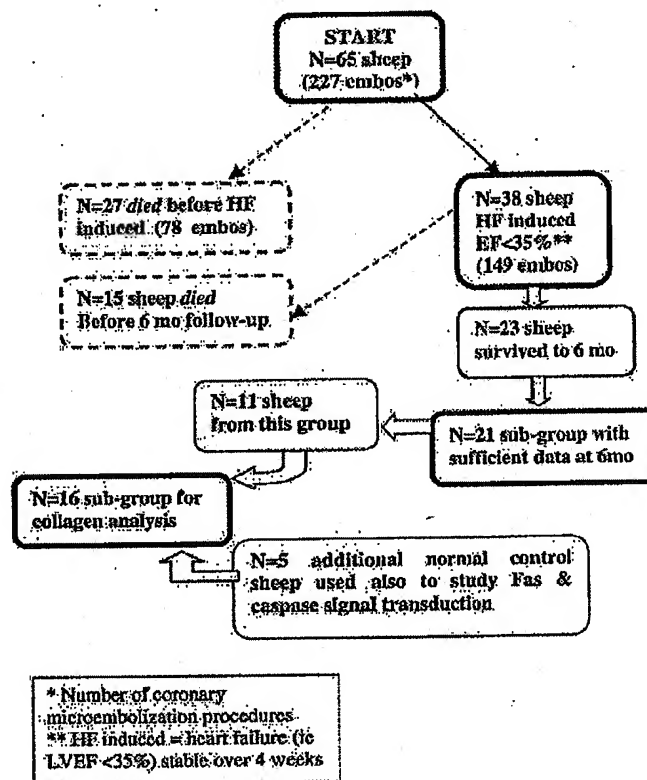 START
N=65 sheep
(227 embos*)
N=27 died before HF
induced (78 embos)
N=38 sheep
HF induced
EF<35%**
(149 embos)
N=15 sheep died
Before 6 mo follow-up
N=23 sheep
survived to 6 mo
N=11 sheep
from this group
N=21 sub-group with
sufficient data at 6mo
N=16 sub-group for
collagen analysis
N=5 additional normal control
sheep used also to study Fas &
caspase signal transduction
* Number of coronary
microembolization procedures
** HF induced = heart failure (ie
LVEF <35%) stable over 4 weeks